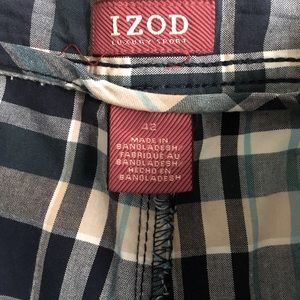 IZOD
LUXURY SPORT
42
MADE IN
BANGLADESH
FABRIQUÉ AU
BANGLADESH
HECHO EN
BANGLADESH